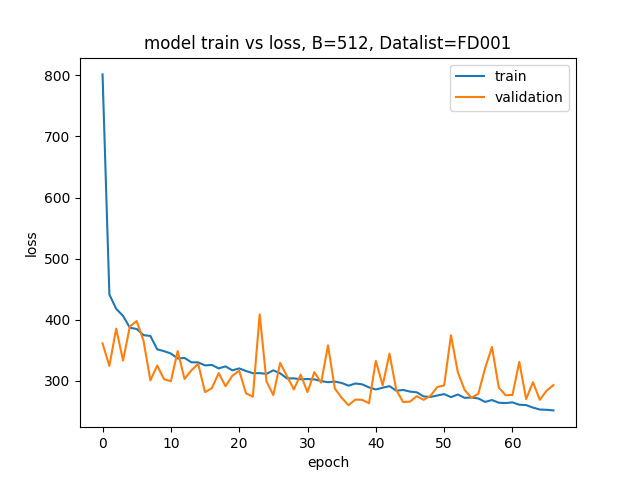 model train vs loss, B=512, Datalist=FD001
train
validation
800
700
600
500
400
300
loss
0 10 20 30 40 50 60
epoch